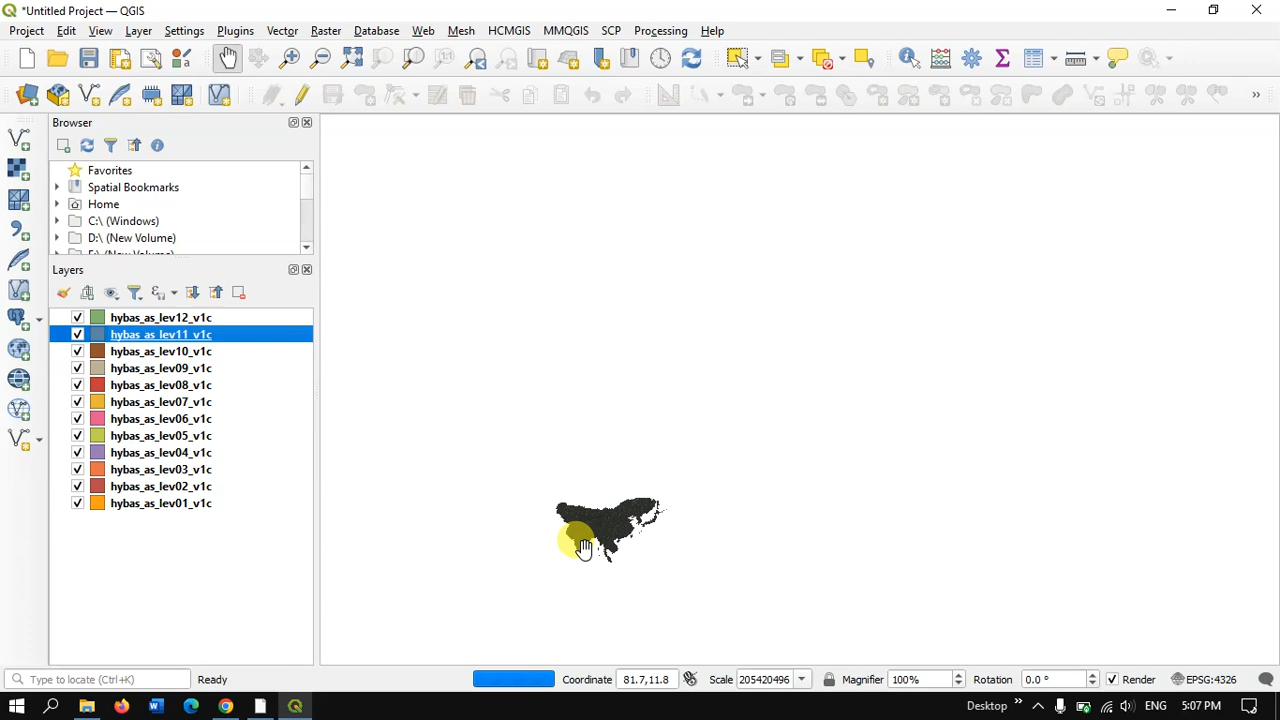 *Untitled Project — QGIS
Project Edit View Layer Settings Plugins Vector Raster Database Web Mesh HCMGIS MMQGIS SCP Processing Help
Browser
Favorites
Spatial Bookmarks
Home
C:\ (Windows)
D:\ (New Volume)
Layers
hybas_as_lev12_v1c
hybas_as_lev11_v1c
hybas_as_lev10_v1c
hybas_as_lev09_v1c
hybas_as_lev08_v1c
hybas_as_lev07_v1c
hybas_as_lev06_v1c
hybas_as_lev05_v1c
hybas_as_lev04_v1c
hybas_as_lev03_v1c
hybas_as_lev02_v1c
hybas_as_lev01_v1c
Type to locate (Ctrl+K) Ready Coordinate 81.7,11.8 Scale 205420496 Magnifier 100% Rotation 0.0 ° Render EPSG:4326
Desktop ENG 5:07 PM